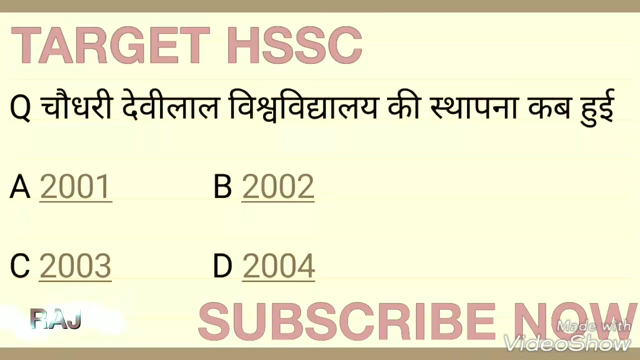 TARGET HSSC
Q चौधरी देवीलाल विश्वविद्यालय की स्थापना कब हुई
A 2001 B 2002
C 2003 D 2004
RAJ SUBSCRIBE NOW
Made with
VideoShow